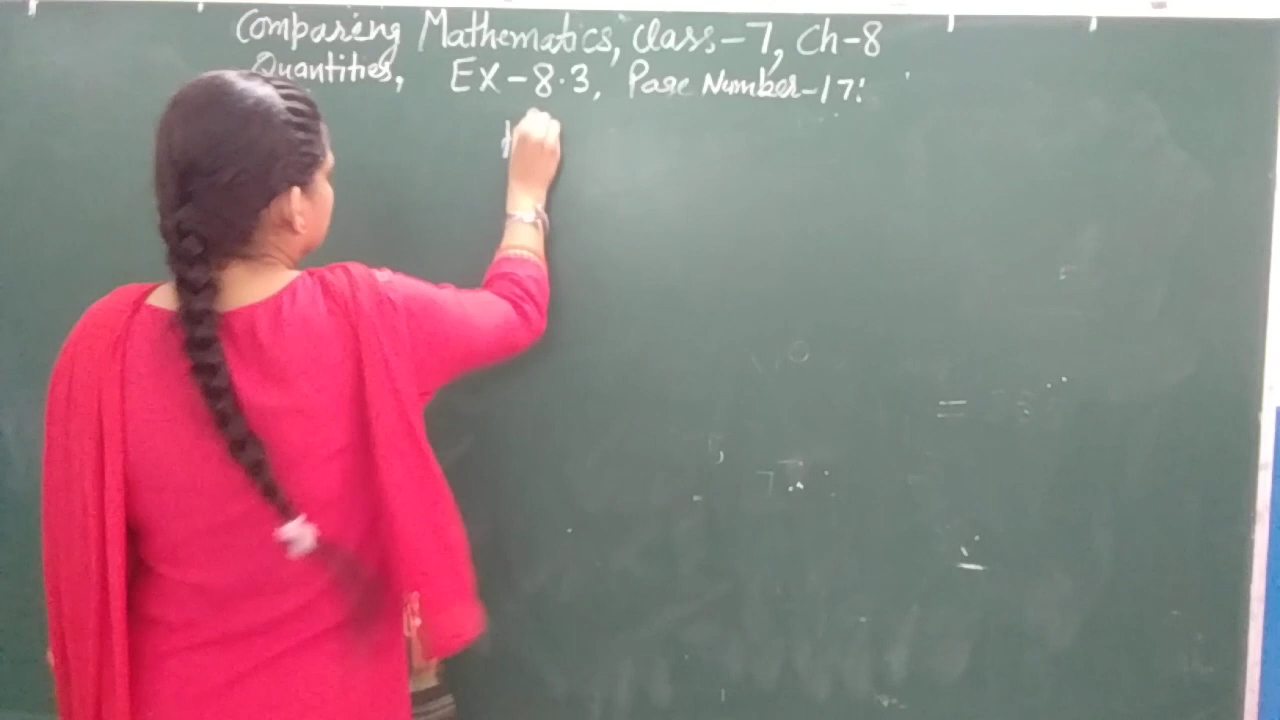 Comparing Mathematics, Class-7, Ch-8
Quantities, Ex-8.3, Page Number-17